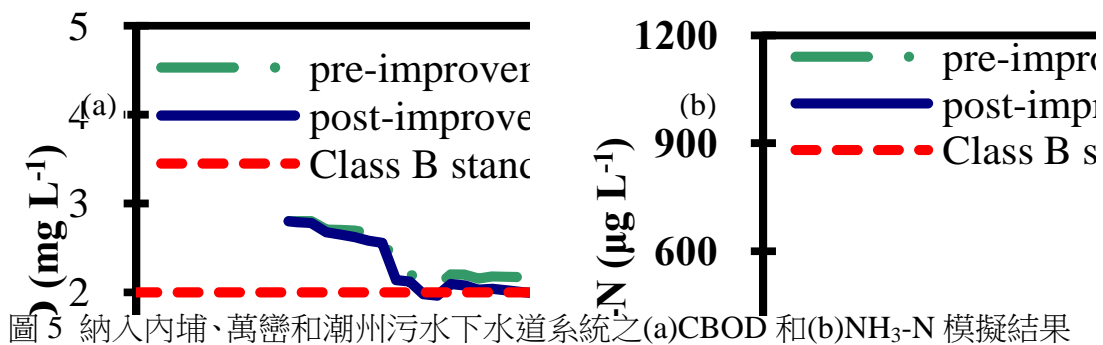 5
pre-improver
(a)
4
post-improve
Class B stand
3
2
) (mg L-1)
1200
pre-impro
(b)
post-impr
900
Class B s
600
-N (μg L-1)
圖 5 納入內埔、萬巒和潮州污水下水道系統之(a)CBOD 和(b)NH3-N 模擬結果